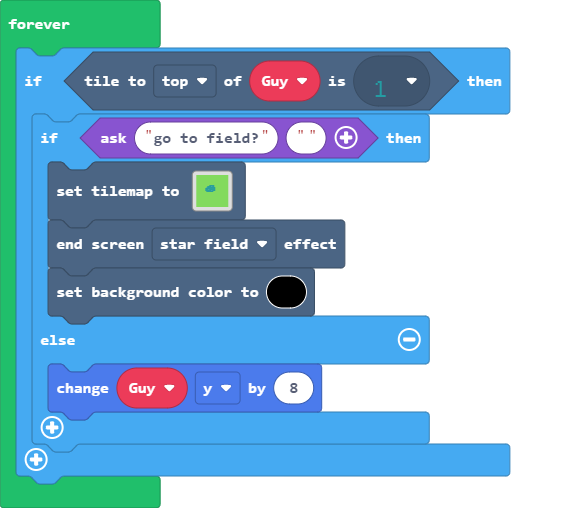 forever
if tile to top of Guy is 1 then
if ask "go to field?" "" then
set tilemap to
end screen star field effect
set background color to
else
change Guy y by 8